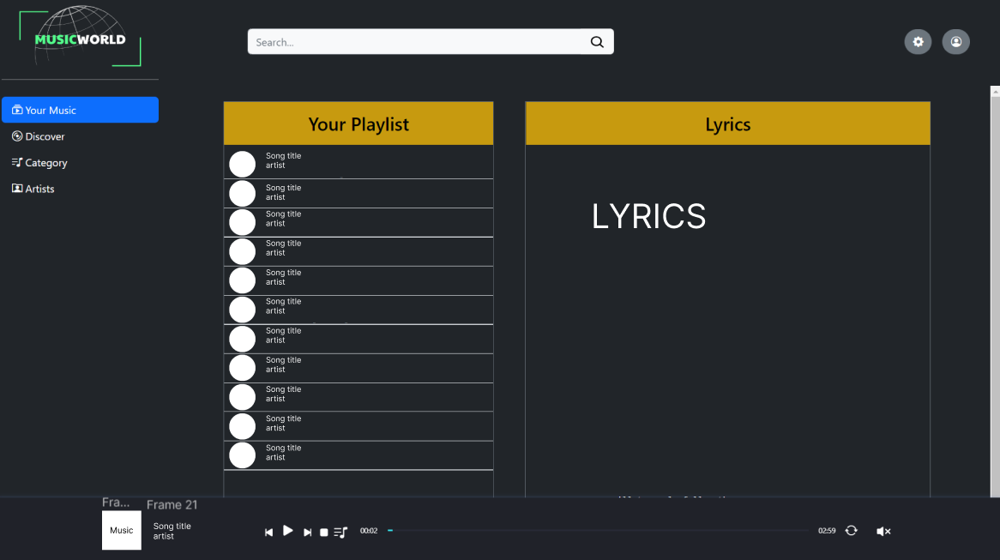 MUSICWORLD
Search...
Your Music
Discover
Category
Artists
Your Playlist
Song title
artist
Song title
artist
Song title
artist
Song title
artist
Song title
artist
Song title
artist
Song title
artist
Song title
artist
Song title
artist
Song title
artist
Song title
artist
Lyrics
LYRICS
Fra... Frame 21
Music
Song title
artist
00:02
02:59